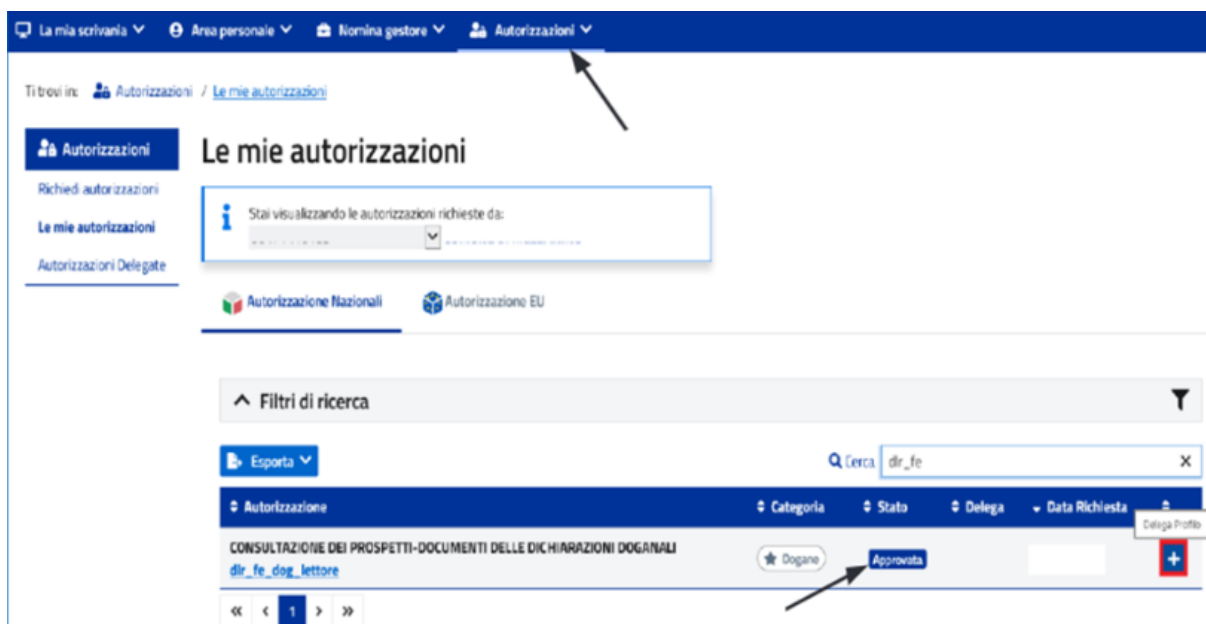 La mia scrivania Area personale Nomina gestore Autorizzazioni
Ti trovi in: Autorizzazioni / Le mie autorizzazioni
Autorizzazioni
Richiedi autorizzazioni
Le mie autorizzazioni
Autorizzazioni Delegate
Le mie autorizzazioni
Stai visualizzando le autorizzazioni richieste da:
Autorizzazione Nazionali Autorizzazione EU
Filtri di ricerca
Esporta Cerca dlr_fe X
Autorizzazione Categoria Stato Delega Data Richiesta
Delega Profilo
CONSULTAZIONE DEI PROSPETTI-DOCUMENTI DELLE DICHIARAZIONI DOGANALI
dlr_fe_dog_lettore Dogane Approvata +
« < 1 > »